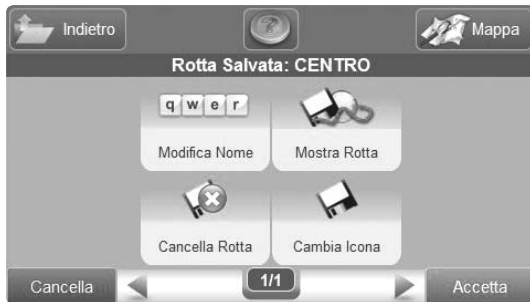 Indietro
?
Mappa
Rotta Salvata: CENTRO
q w e r
Modifica Nome
Mostra Rotta
Cancella Rotta
Cambia Icona
Cancella
1/1
Accetta